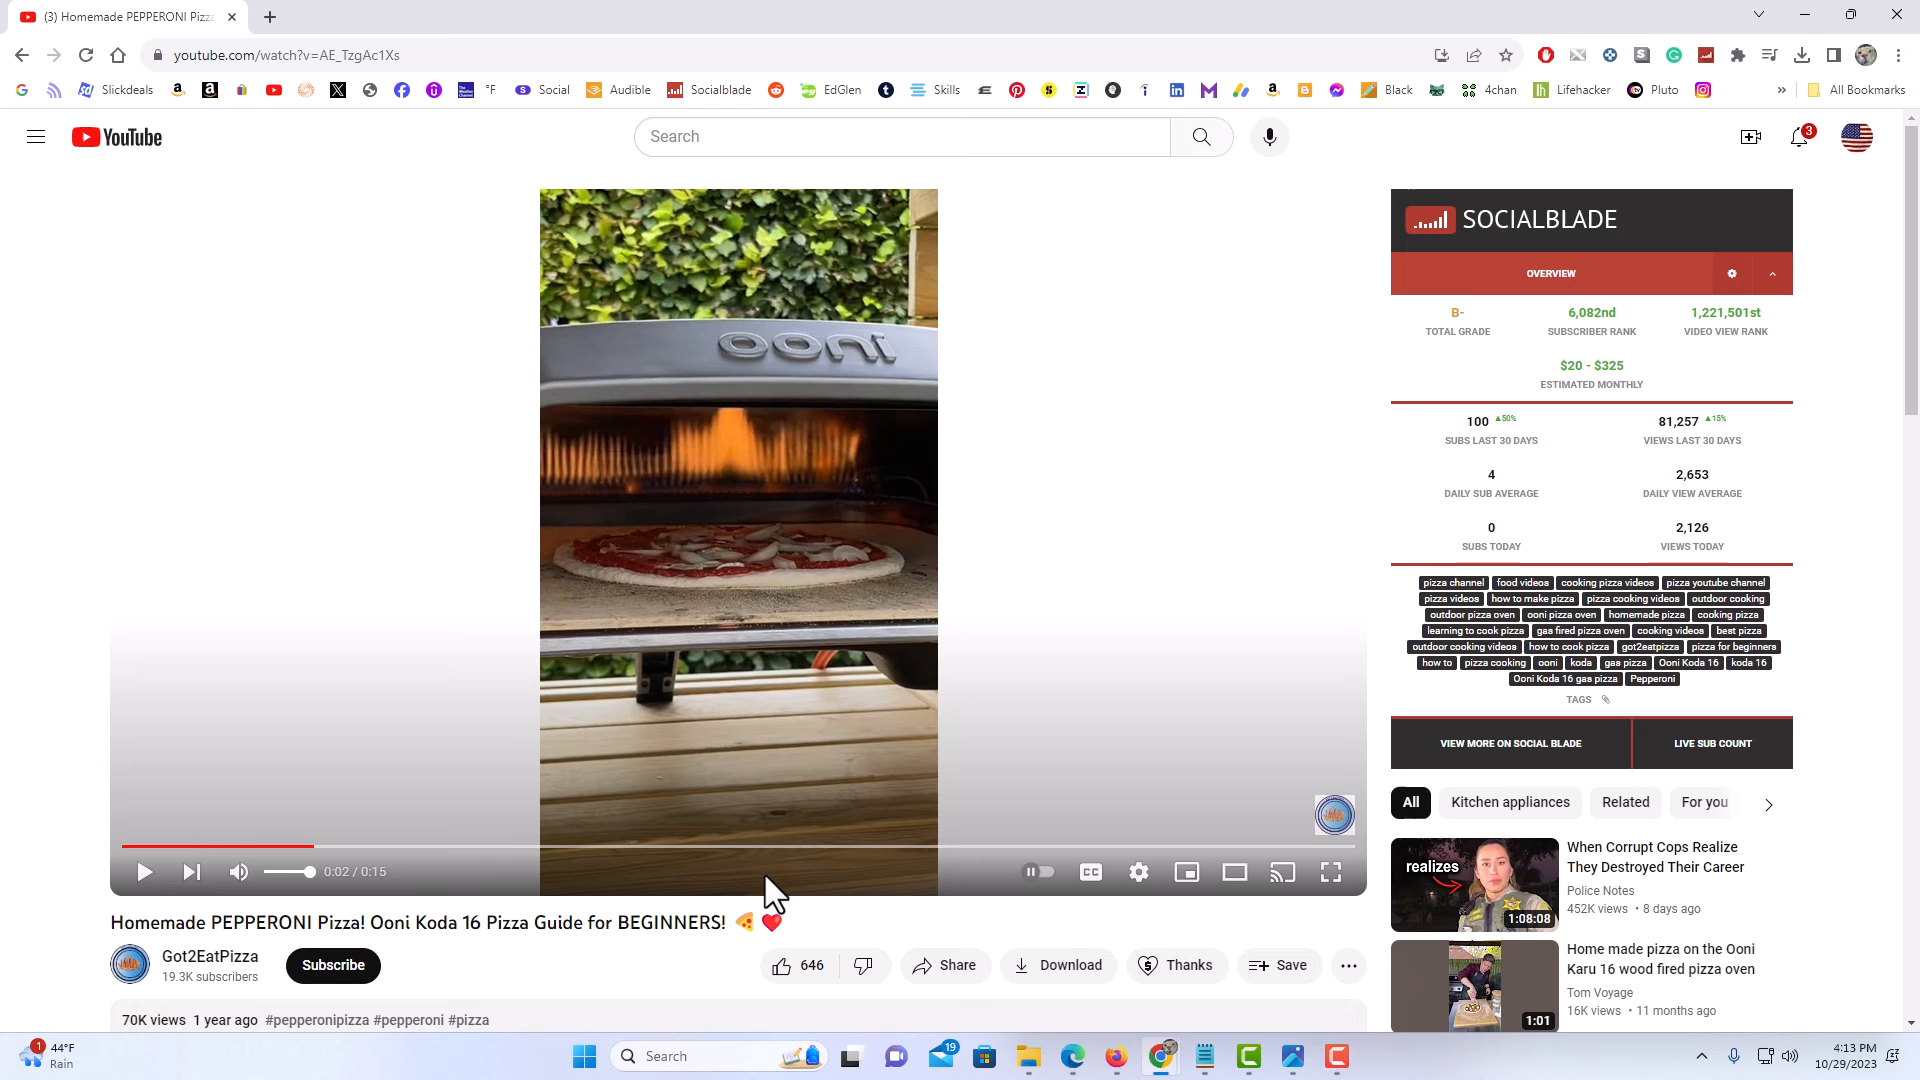 (3) Homemade PEPPERONI Pizz
youtube.com/watch?v=AE_TzgAc1Xs
Slickdeals
°F
Social
Audible
Socialblade
EdGlen
Skills
Black
4chan
Lifehacker
Pluto
All Bookmarks
YouTube
Search
3
ooni
SOCIALBLADE
OVERVIEW
B- 6,082nd 1,221,501st
TOTAL GRADE SUBSCRIBER RANK VIDEO VIEW RANK
$20 - $325
ESTIMATED MONTHLY
100 ▲50% 81,257 ▲15%
SUBS LAST 30 DAYS VIEWS LAST 30 DAYS
4 2,653
DAILY SUB AVERAGE DAILY VIEW AVERAGE
0 2,126
SUBS TODAY VIEWS TODAY
pizza channel food videos cooking pizza videos pizza youtube channel
pizza videos how to make pizza pizza cooking videos outdoor cooking
outdoor pizza oven ooni pizza oven homemade pizza cooking pizza
learning to cook pizza gas fired pizza oven cooking videos best pizza
outdoor cooking videos how to cook pizza got2eatpizza pizza for beginners
how to pizza cooking ooni koda gas pizza Ooni Koda 16 koda 16
Ooni Koda 16 gas pizza Pepperoni
TAGS
VIEW MORE ON SOCIAL BLADE LIVE SUB COUNT
All Kitchen appliances Related For you
realizes
1:08:08
When Corrupt Cops Realize
They Destroyed Their Career
Police Notes
452K views • 8 days ago
1:01
Home made pizza on the Ooni
Karu 16 wood fired pizza oven
Tom Voyage
16K views • 11 months ago
0:02 / 0:15
CC
Homemade PEPPERONI Pizza! Ooni Koda 16 Pizza Guide for BEGINNERS! 🍕 ❤️
Got2EatPizza
19.3K subscribers
Subscribe
646
Share
Download
Thanks
Save
70K views 1 year ago #pepperonipizza #pepperoni #pizza
1
44°F
Rain
Search
19
4:13 PM
10/29/2023